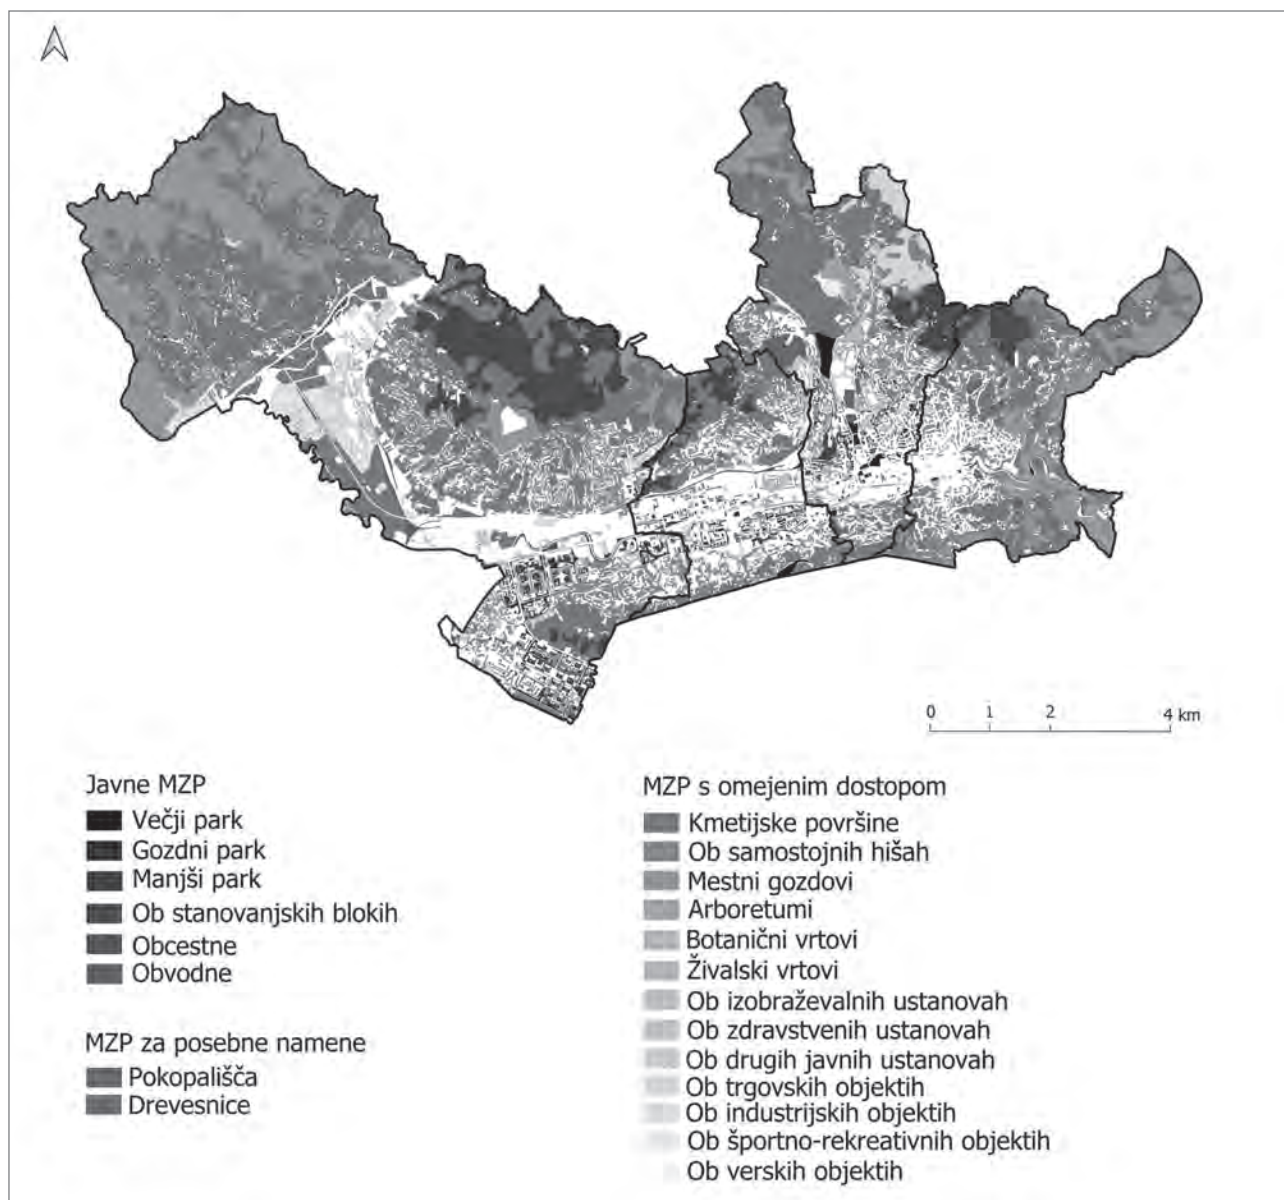 0 1 2 4 km
Javne MZP
Večji park
Gozdni park
Manjši park
Ob stanovanjskih blokih
Obcestne
Obvodne
MZP za posebne namene
Pokopališča
Drevesnice
MZP s omejenim dostopom
Kmetijske površine
Ob samostojnih hišah
Mestni gozdovi
Arboretumi
Botanični vrtovi
Živalski vrtovi
Ob izobraževalnih ustanovah
Ob zdravstvenih ustanovah
Ob drugih javnih ustanovah
Ob trgovskih objektih
Ob industrijskih objektih
Ob športno-rekreativnih objektih
Ob verskih objektih